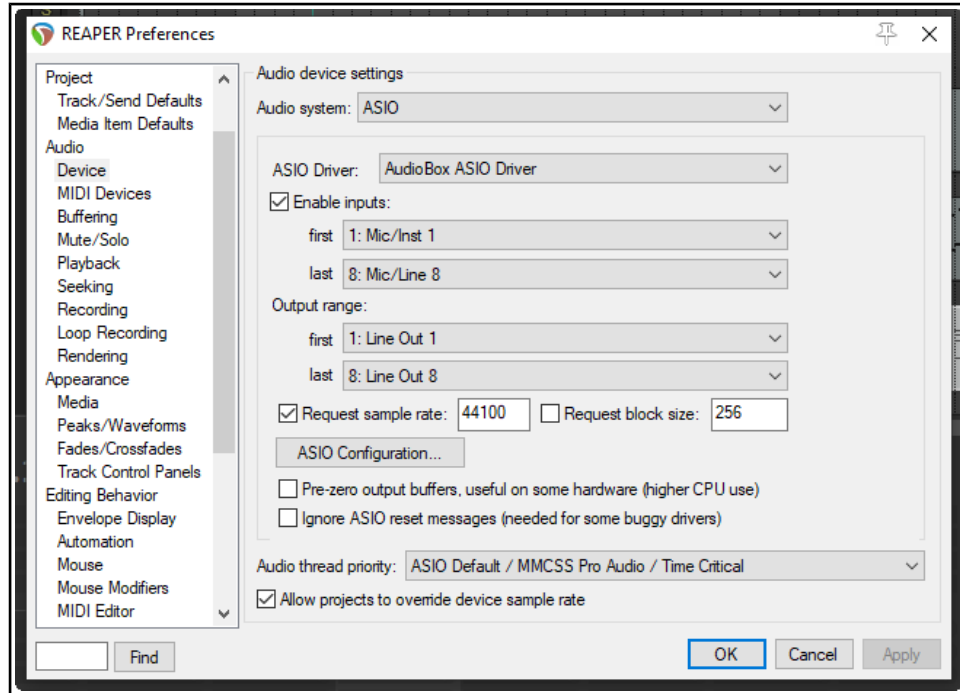 REAPER Preferences
Project
Track/Send Defaults
Media Item Defaults
Audio
Device
MIDI Devices
Buffering
Mute/Solo
Playback
Seeking
Recording
Loop Recording
Rendering
Appearance
Media
Peaks/Waveforms
Fades/Crossfades
Track Control Panels
Editing Behavior
Envelope Display
Automation
Mouse
Mouse Modifiers
MIDI Editor
Find
Audio device settings
Audio system: ASIO
ASIO Driver: AudioBox ASIO Driver
Enable inputs:
first 1: Mic/Inst 1
last 8: Mic/Line 8
Output range:
first 1: Line Out 1
last 8: Line Out 8
Request sample rate: 44100 Request block size: 256
ASIO Configuration...
Pre-zero output buffers, useful on some hardware (higher CPU use)
Ignore ASIO reset messages (needed for some buggy drivers)
Audio thread priority: ASIO Default / MMCSS Pro Audio / Time Critical
Allow projects to override device sample rate
OK Cancel Apply